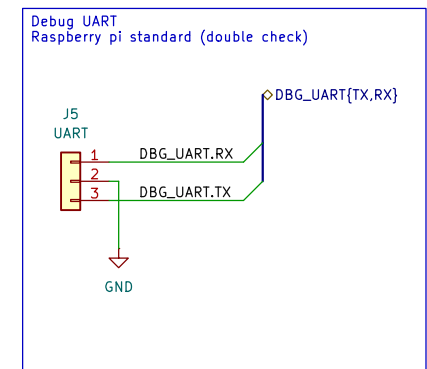 Debug UART
Raspberry pi standard (double check)
DBG_UART{TX,RX}
J5
UART
1
DBG_UART.RX
2
3
DBG_UART.TX
GND